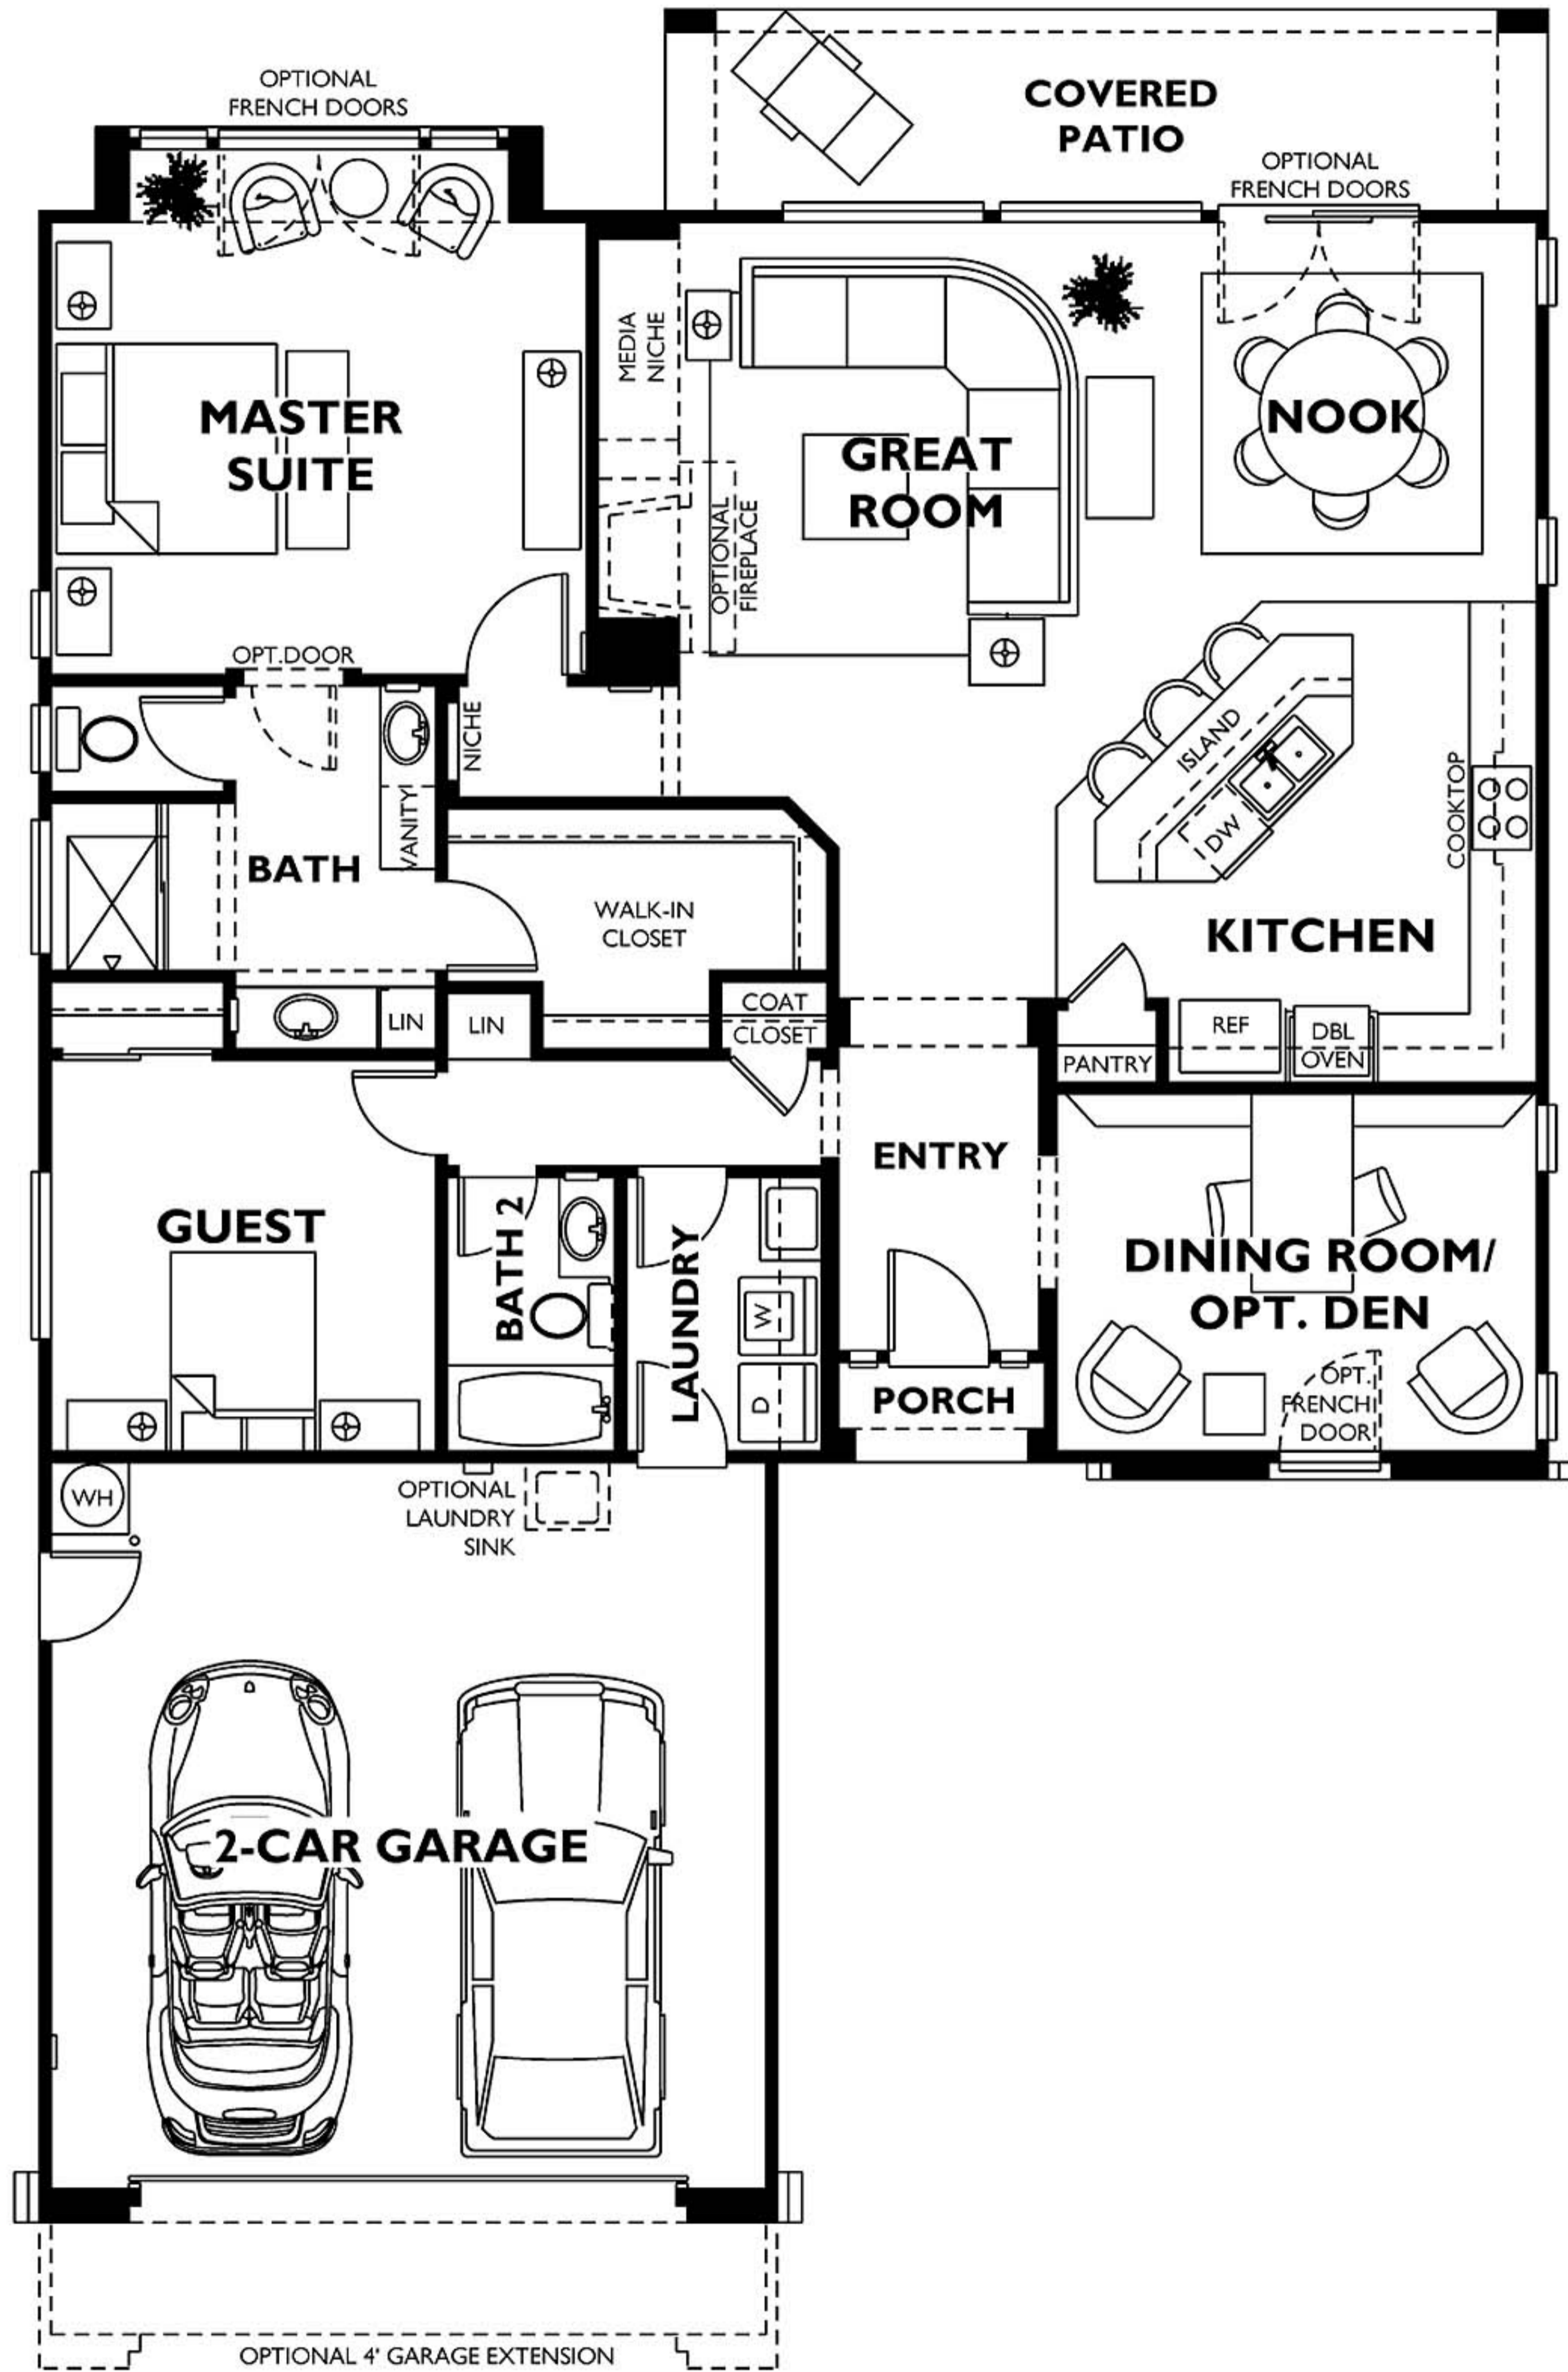 OPTIONAL
FRENCH DOORS
COVERED
PATIO
OPTIONAL
FRENCH DOORS
MASTER
SUITE
MEDIA
NICHE
GREAT
ROOM
NOOK
OPTIONAL
FIREPLACE
OPT.DOOR
NICHE
VANITY
BATH
ISLAND
DW
COOKTOP
KITCHEN
WALK-IN
CLOSET
LIN
LIN
COAT
CLOSET
REF
DBL
OVEN
PANTRY
ENTRY
GUEST
BATH 2
LAUNDRY
W
D
DINING ROOM/
OPT. DEN
OPT.
FRENCH
DOOR
PORCH
WH
OPTIONAL
LAUNDRY
SINK
2-CAR GARAGE
OPTIONAL 4' GARAGE EXTENSION